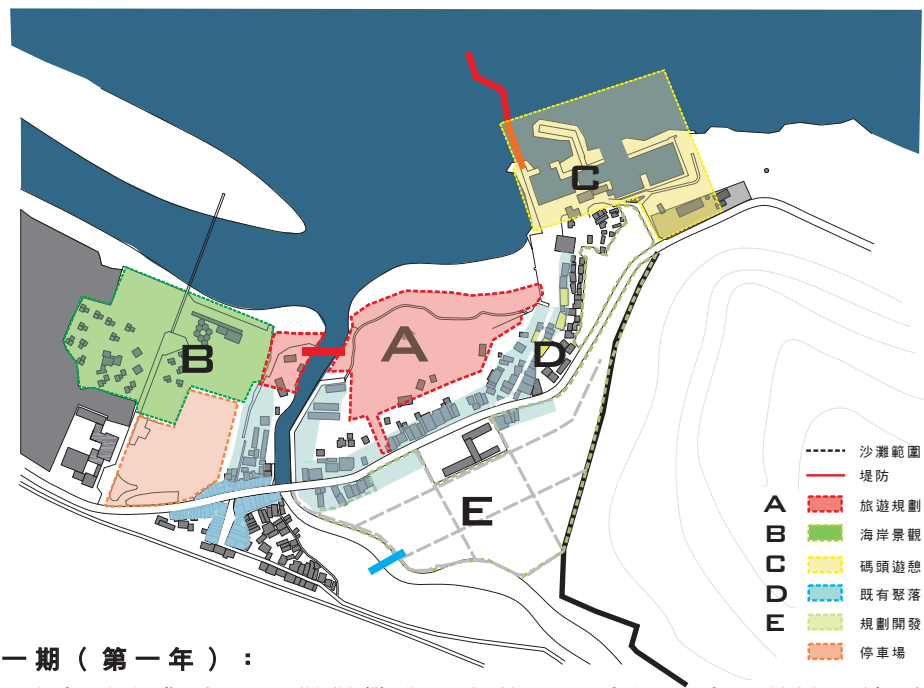 C
A
B
D
E
沙灘範圍
堤防
A 旅遊規劃
B 海岸景觀
C 碼頭遊憩
D 既有聚落
E 規劃開發
停車場
一期（第一年）：